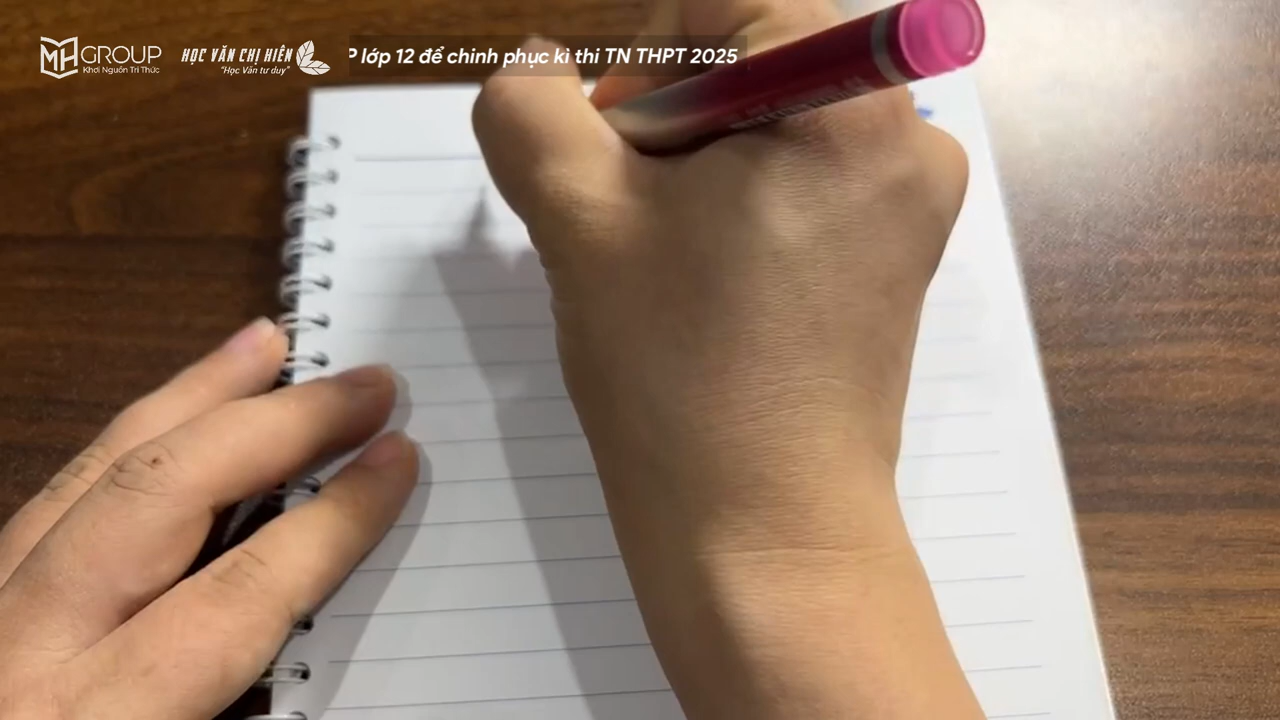 MH GROUP
Khơi Nguồn Tri Thức
HỌC VĂN CHỊ HIÊN
"Học Văn tư duy"
lớp 12 để chinh phục kì thi TN THPT 2025